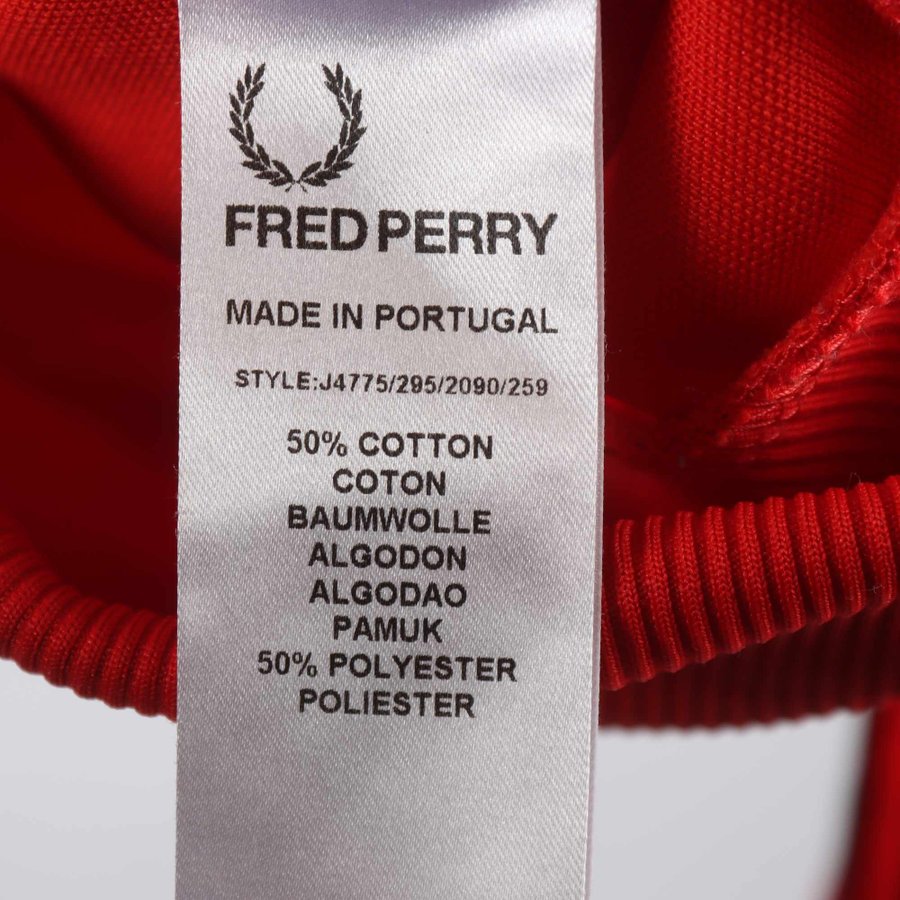 FRED PERRY
MADE IN PORTUGAL
STYLE:J4775/295/2090/259
50% COTTON
COTON
BAUMWOLLE
ALGODON
ALGODAO
PAMUK
50% POLYESTER
POLIESTER